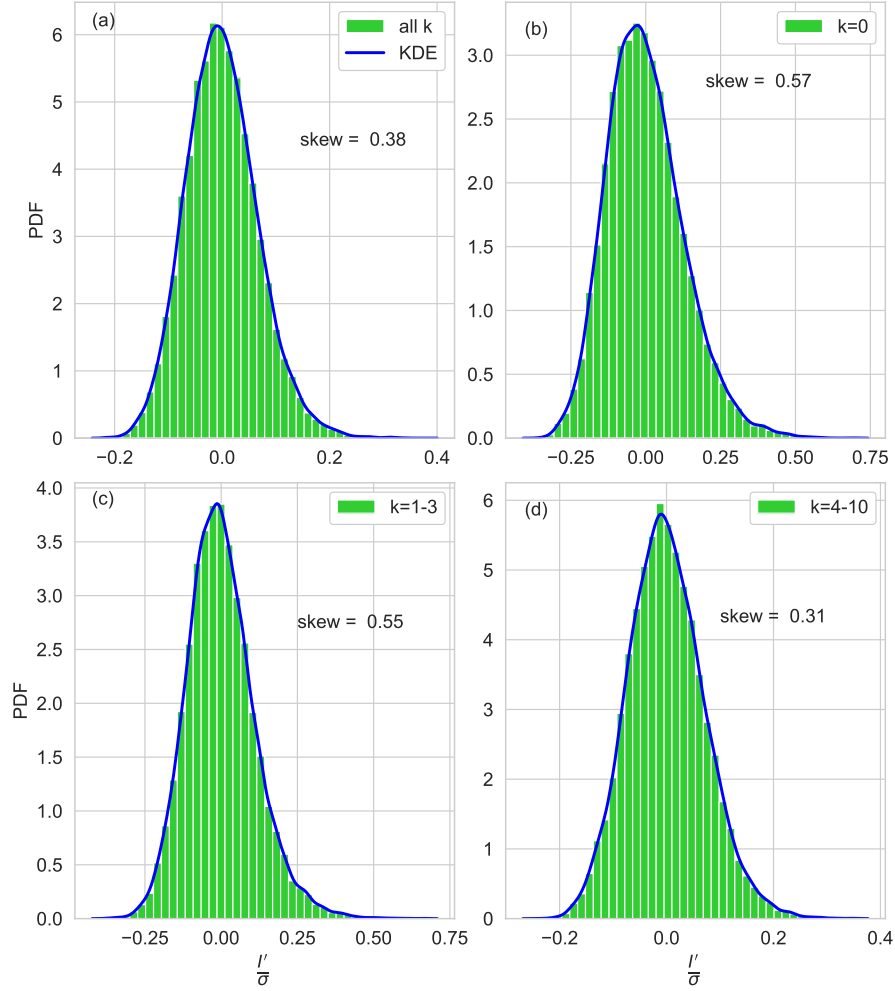 (a)
all k
KDE
skew = 0.38
PDF
6
5
4
3
2
1
0
−0.2
0.0
0.2
0.4
(b)
k=0
skew = 0.57
3.0
2.5
2.0
1.5
1.0
0.5
0.0
−0.25
0.00
0.25
0.50
0.75
(c)
k=1-3
skew = 0.55
PDF
4.0
3.5
3.0
2.5
2.0
1.5
1.0
0.5
0.0
−0.25
0.00
0.25
0.50
0.75
I′
σ
(d)
k=4-10
skew = 0.31
6
5
4
3
2
1
0
−0.2
0.0
0.2
0.4
I′
σ